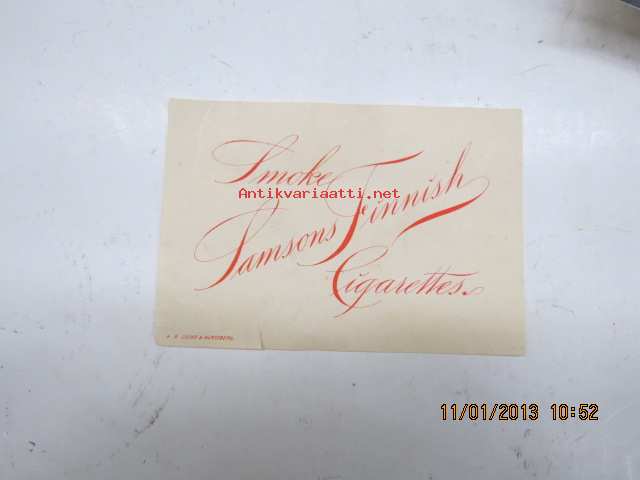 Smoke
Antikvariaatti.net
Samsons Finnish
Cigarettes.
11/01/2013 10:52